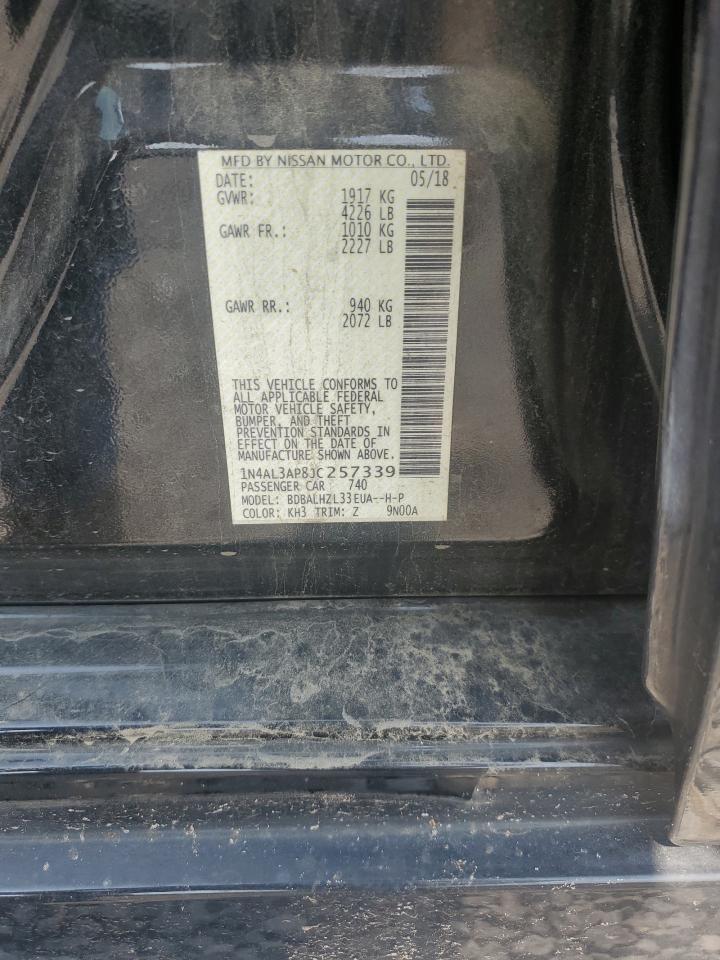 MFD BY NISSAN MOTOR CO., LTD.
DATE: 05/18
GVWR: 1917 KG
4226 LB
GAWR FR.: 1010 KG
2227 LB
GAWR RR.: 940 KG
2072 LB
THIS VEHICLE CONFORMS TO
ALL APPLICABLE FEDERAL
MOTOR VEHICLE SAFETY,
BUMPER, AND THEFT
PREVENTION STANDARDS IN
EFFECT ON THE DATE OF
MANUFACTURE SHOWN ABOVE.
1N4AL3AP8JC257339
PASSENGER CAR 740
MODEL: BDBALHZL33EUA--H-P
COLOR: KH3 TRIM: Z 9N00A